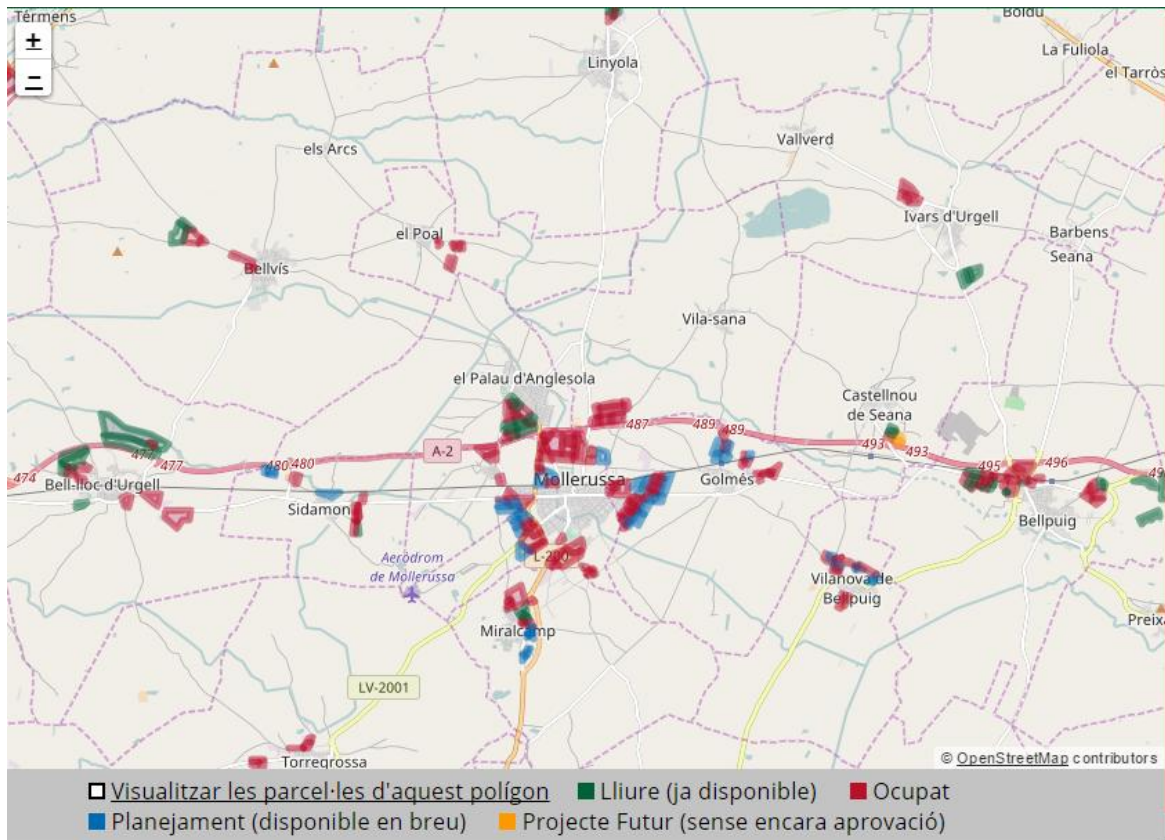 Térmens
Boldú
+
−
La Fuliola
Linyola
el Tarròs
Vallverd
els Arcs
Ivars d'Urgell
el Poal
Barbens
Seana
Bellvís
Vila-sana
el Palau d'Anglesola
Castellnou
de Seana
487
489
489
A-2
493
493
477
477
480
480
474
495
496
Mollerussa
Golmés
Bell-lloc d'Urgell
Sidamon
Bellpuig
L-200
Aeròdrom
de Mollerussa
Vilanova de
Bellpuig
Miralcamp
Preixa
LV-2001
Torregrossa
© OpenStreetMap contributors
Visualitzar les parcel·les d'aquest polígon Lliure (ja disponible) Ocupat
Planejament (disponible en breu) Projecte Futur (sense encara aprovació)